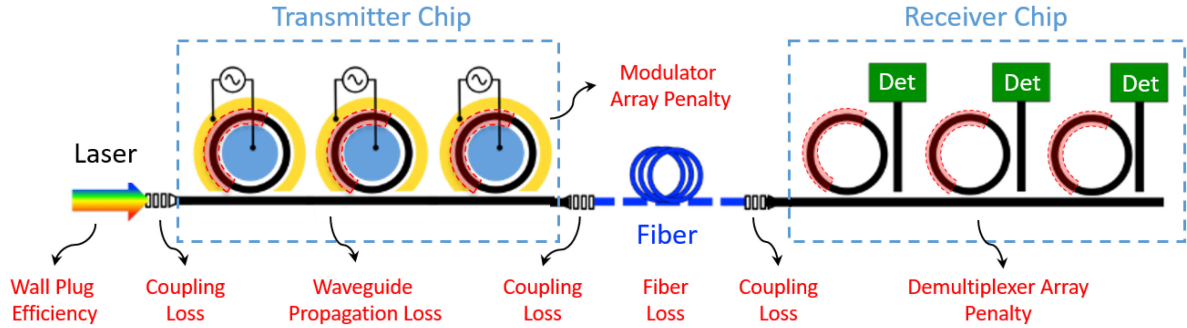 Transmitter Chip
Receiver Chip
Modulator
Array Penalty
Det
Det
Det
Laser
Fiber
Wall Plug
Efficiency
Coupling
Loss
Waveguide
Propagation Loss
Coupling
Loss
Fiber
Loss
Coupling
Loss
Demultiplexer Array
Penalty